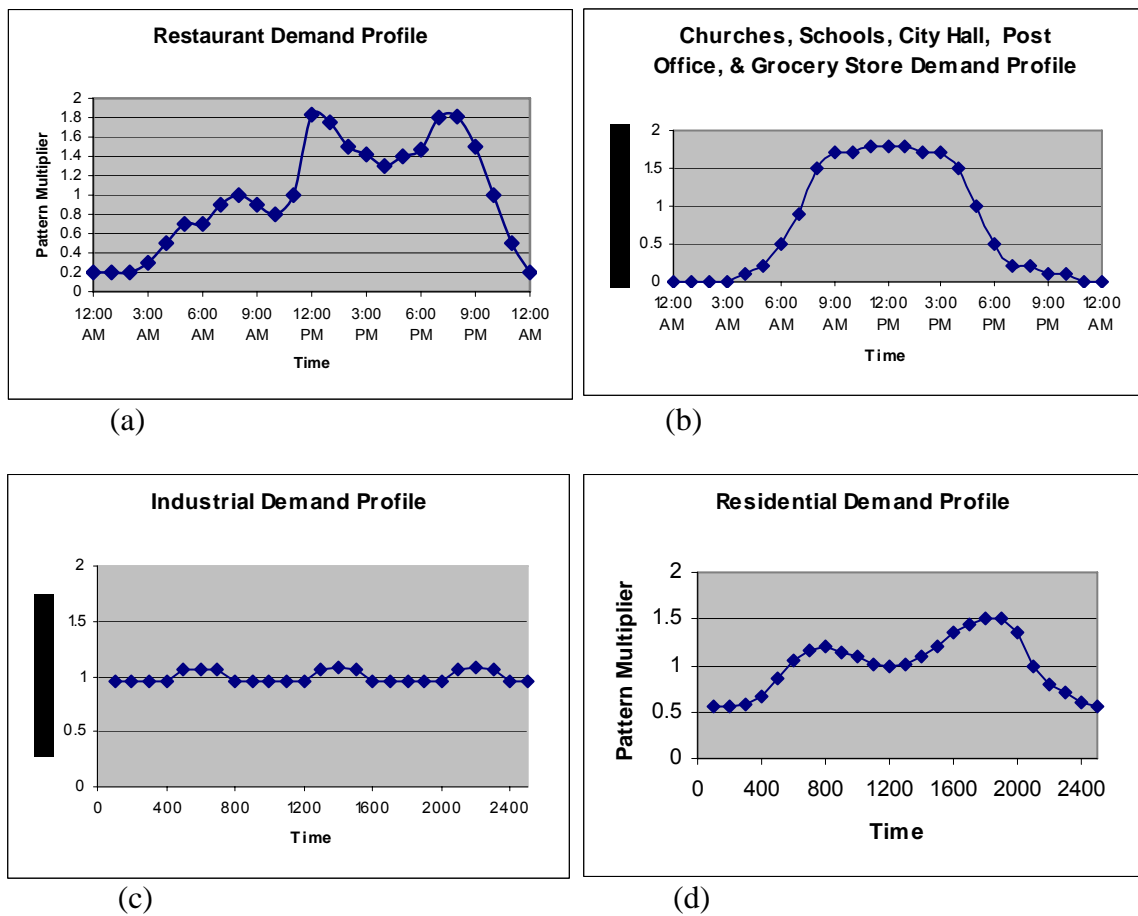 Restaurant Demand Profile
Pattern Multiplier
2
1.8
1.6
1.4
1.2
1
0.8
0.6
0.4
0.2
0
12:00 AM
3:00 AM
6:00 AM
9:00 AM
12:00 PM
3:00 PM
6:00 PM
9:00 PM
12:00 AM
Time
(a)
Churches, Schools, City Hall, Post
Office, & Grocery Store Demand Profile
2
1.5
1
0.5
0
12:00 AM
3:00 AM
6:00 AM
9:00 AM
12:00 PM
3:00 PM
6:00 PM
9:00 PM
12:00 AM
Time
(b)
Industrial Demand Profile
2
1.5
1
0.5
0
0
400
800
1200
1600
2000
2400
Time
(c)
Residential Demand Profile
Pattern Multiplier
2
1.5
1
0.5
0
0
400
800
1200
1600
2000
2400
Time
(d)